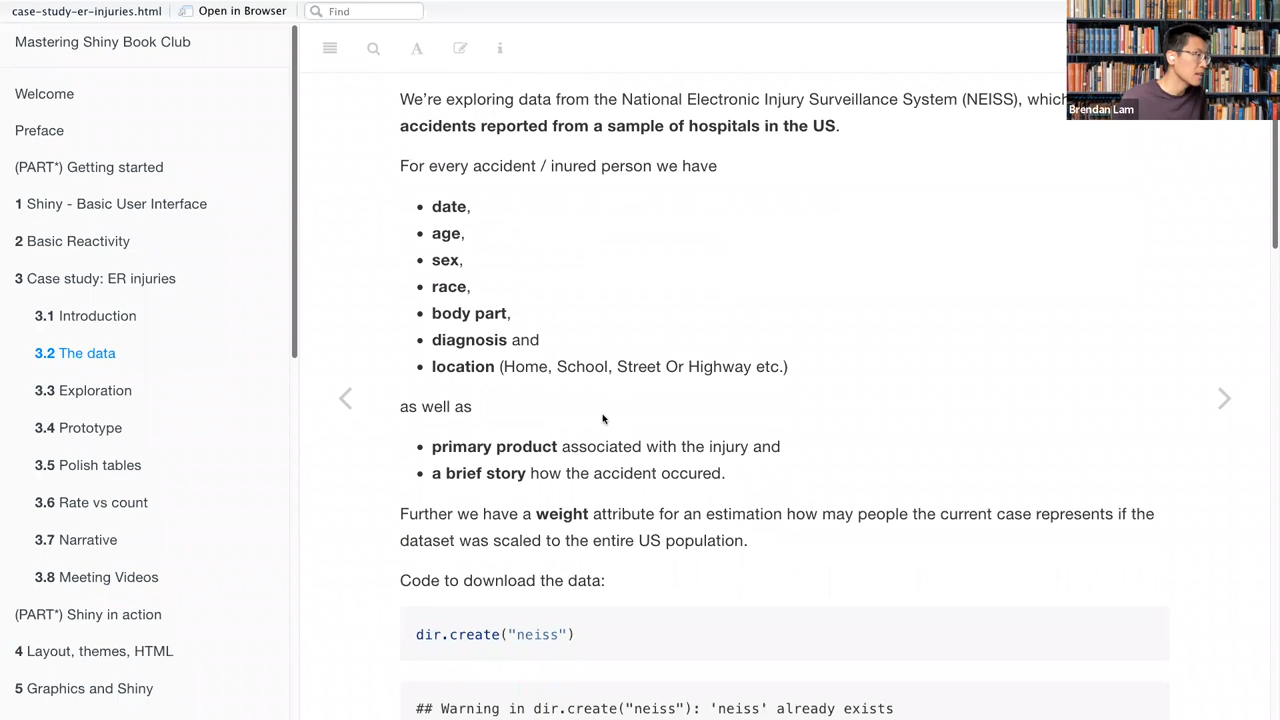 case-study-er-injuries.html
Open in Browser
Find
Mastering Shiny Book Club
Welcome
Preface
(PART*) Getting started
1 Shiny - Basic User Interface
2 Basic Reactivity
3 Case study: ER injuries
3.1 Introduction
3.2 The data
3.3 Exploration
3.4 Prototype
3.5 Polish tables
3.6 Rate vs count
3.7 Narrative
3.8 Meeting Videos
(PART*) Shiny in action
4 Layout, themes, HTML
5 Graphics and Shiny
We're exploring data from the National Electronic Injury Surveillance System (NEISS), which
accidents reported from a sample of hospitals in the US.
For every accident / inured person we have
• date,
• age,
• sex,
• race,
• body part,
• diagnosis and
• location (Home, School, Street Or Highway etc.)
as well as
• primary product associated with the injury and
• a brief story how the accident occured.
Further we have a weight attribute for an estimation how may people the current case represents if the
dataset was scaled to the entire US population.
Code to download the data:
dir.create("neiss")
## Warning in dir.create("neiss"): 'neiss' already exists
Brendan Lam